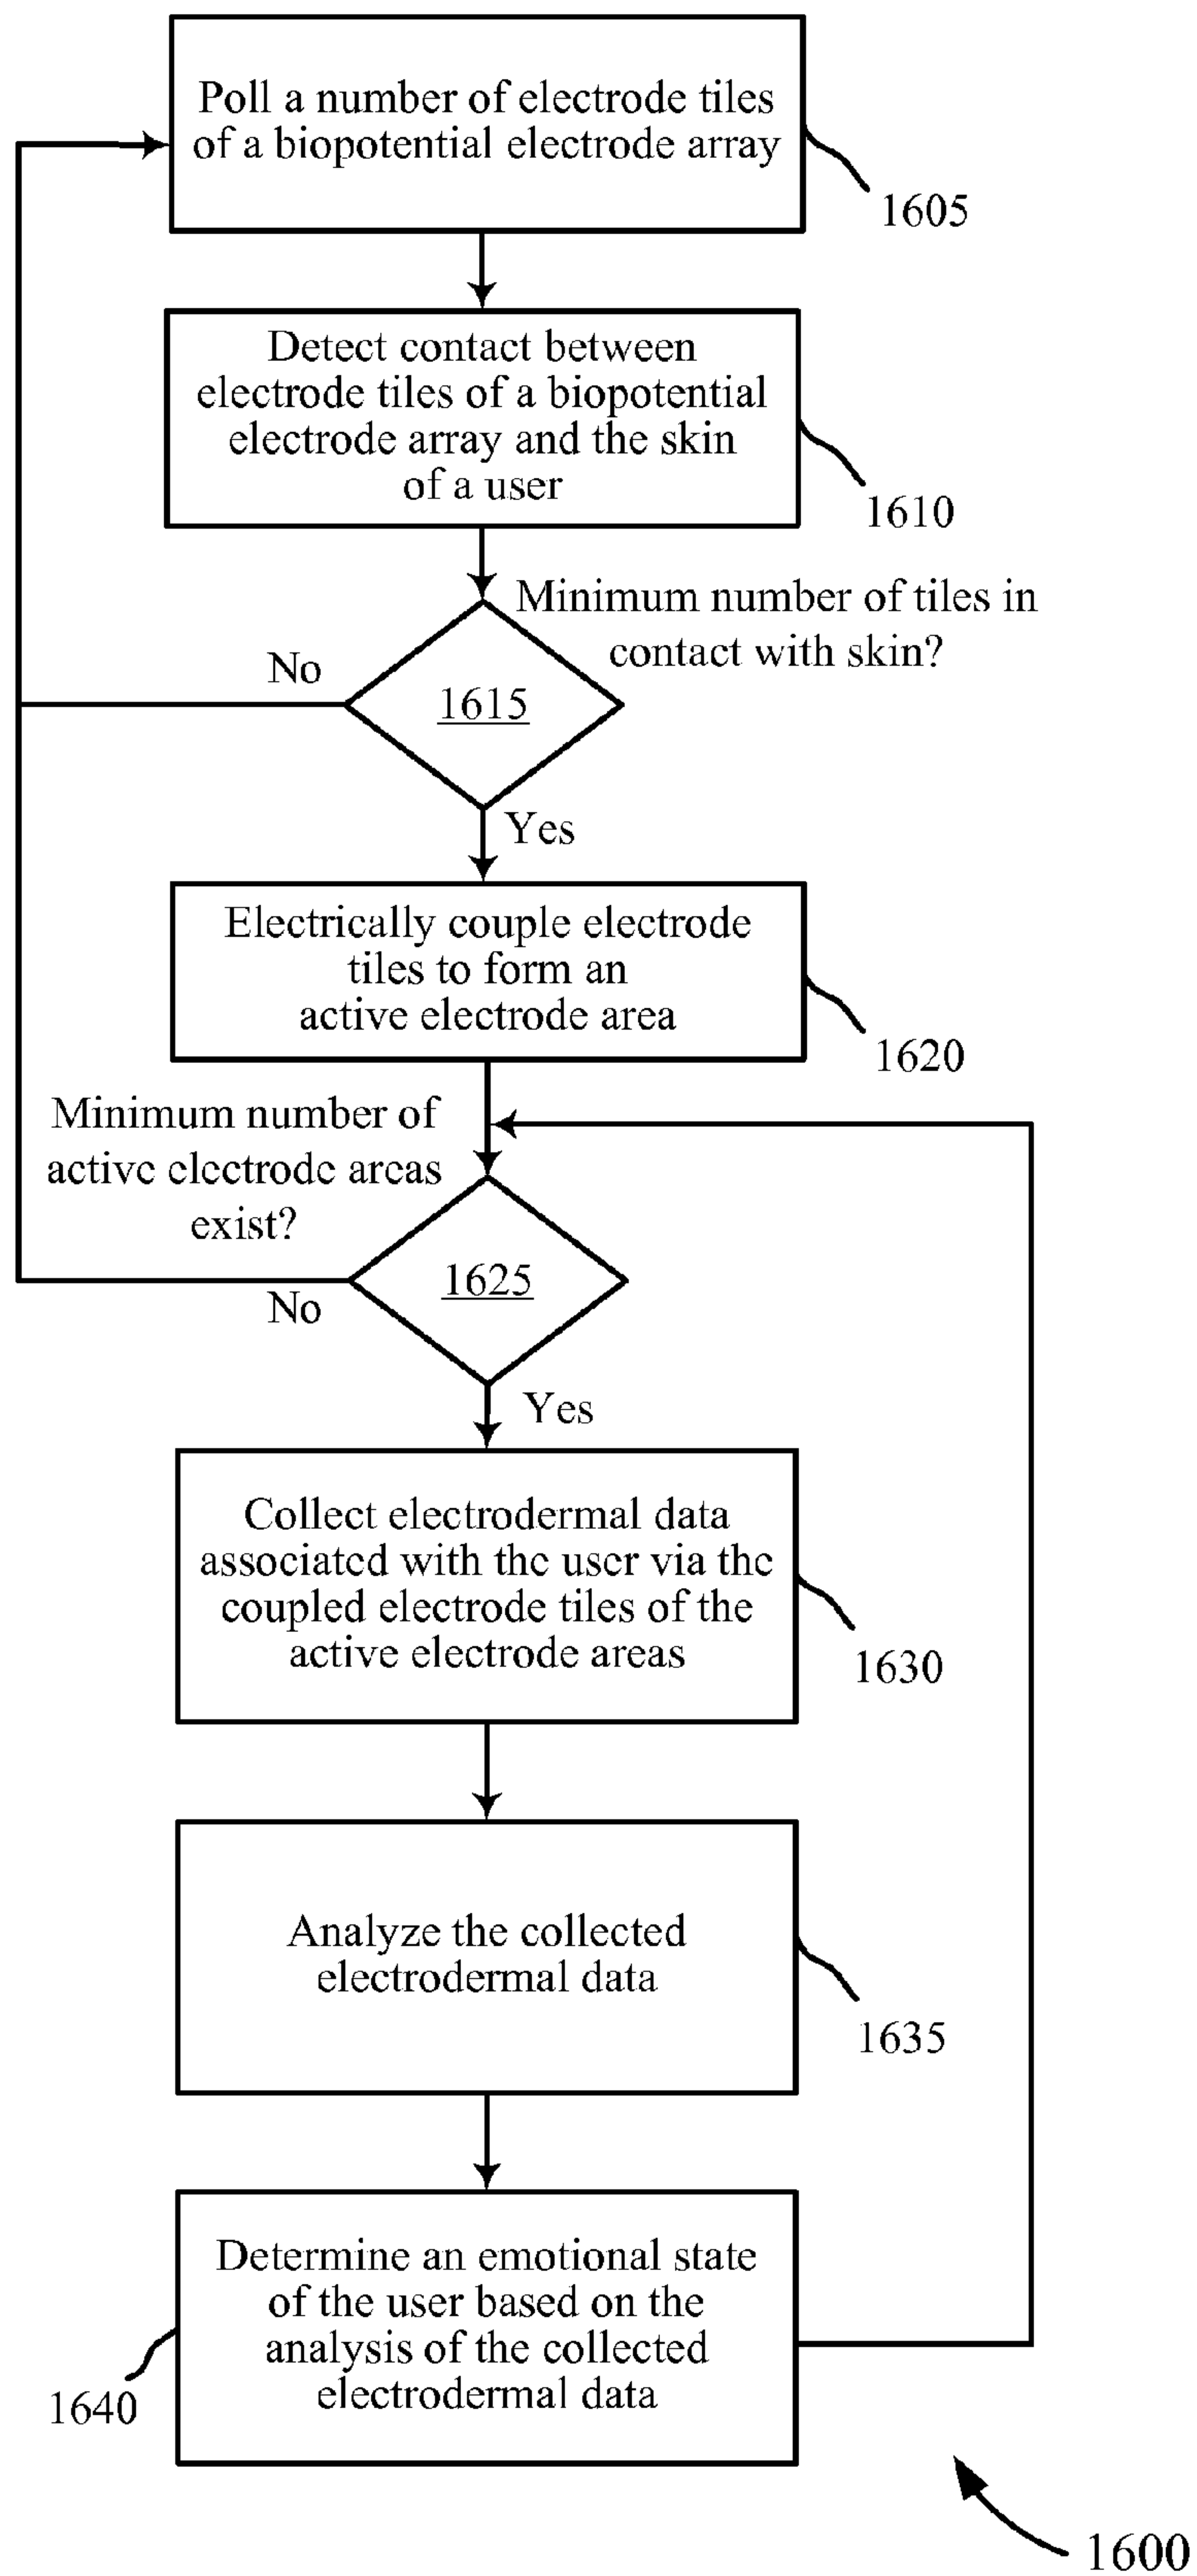 Poll a number of electrode tiles
of a biopotential electrode array
1605
Detect contact between
electrode tiles of a biopotential
electrode array and the skin
of a user
1610
Minimum number of tiles in
contact with skin?
No
1615
Yes
Electrically couple electrode
tiles to form an
active electrode area
1620
Minimum number of
active electrode areas
exist?
1625
No
Yes
Collect electrodermal data
associated with the user via the
coupled electrode tiles of the
active electrode areas
1630
Analyze the collected
electrodermal data
1635
Determine an emotional state
of the user based on the
analysis of the collected
electrodermal data
1640
1600